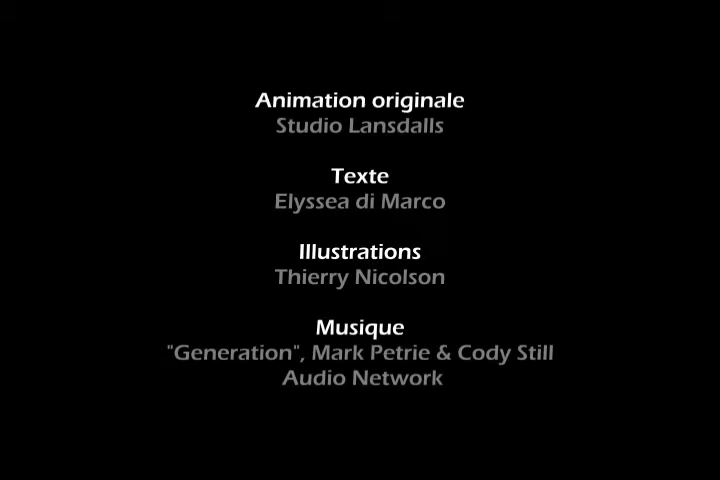 Animation originale
Studio Lansdalls
Texte
Elyssea di Marco
Illustrations
Thierry Nicolson
Musique
"Generation", Mark Petrie & Cody Still
Audio Network